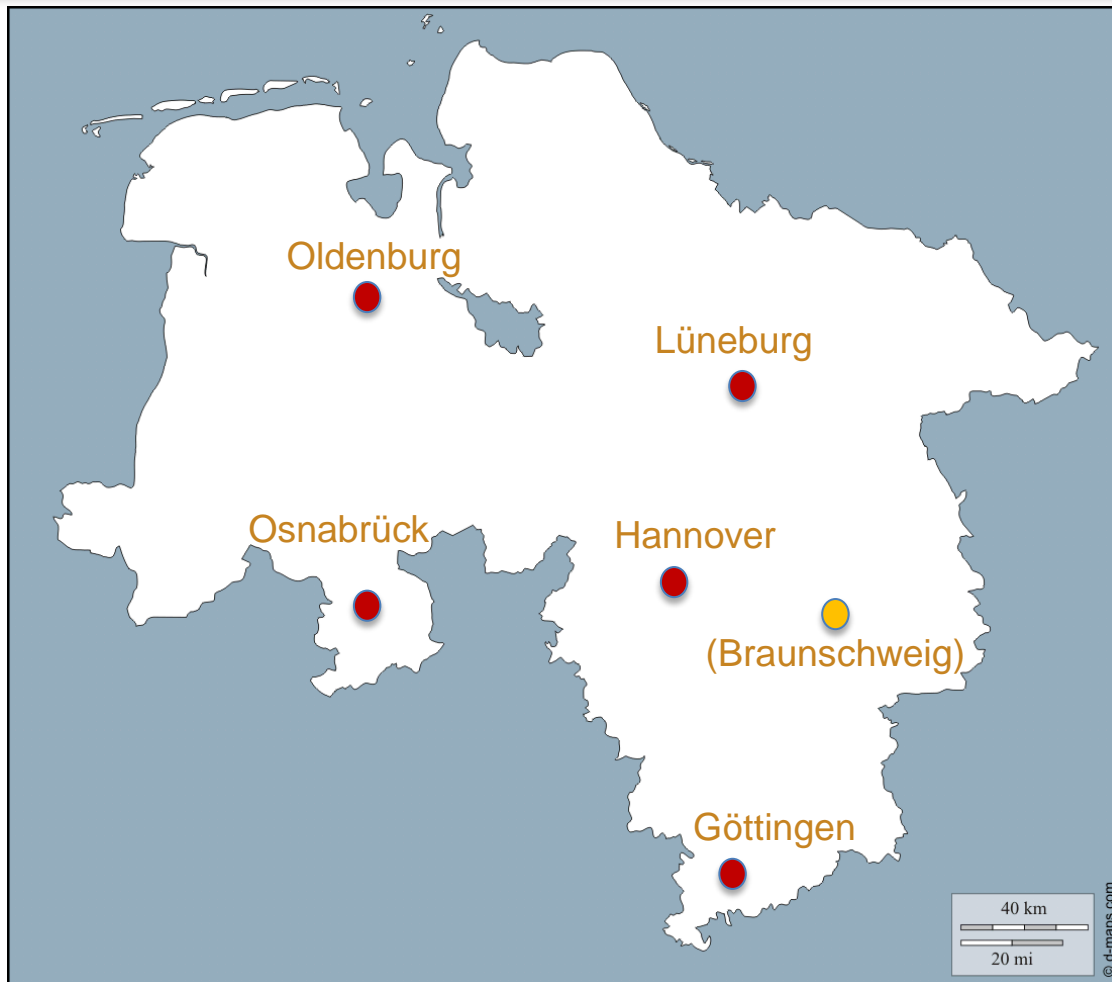 Oldenburg
Lüneburg
Osnabrück
Hannover
(Braunschweig)
Göttingen
40 km
20 mi
© d-maps.com